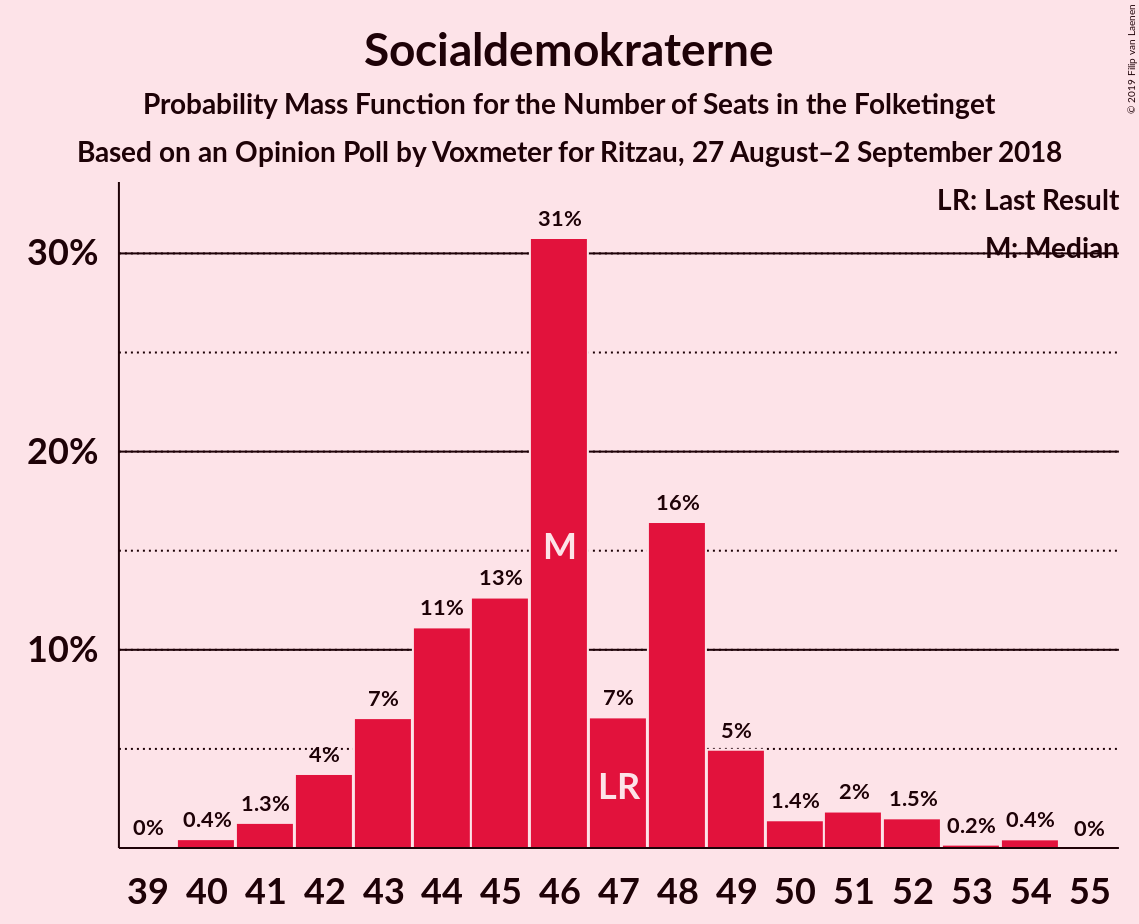 Socialdemokraterne
Probability Mass Function for the Number of Seats in the Folketinget
Based on an Opinion Poll by Voxmeter for Ritzau, 27 August–2 September 2018
© 2019 Filip van Laenen
LR: Last Result
M: Median
30%
20%
10%
0%
0.4%
1.3%
4%
7%
11%
13%
31%
7%
16%
5%
1.4%
2%
1.5%
0.2%
0.4%
0%
M
LR
39 40 41 42 43 44 45 46 47 48 49 50 51 52 53 54 55